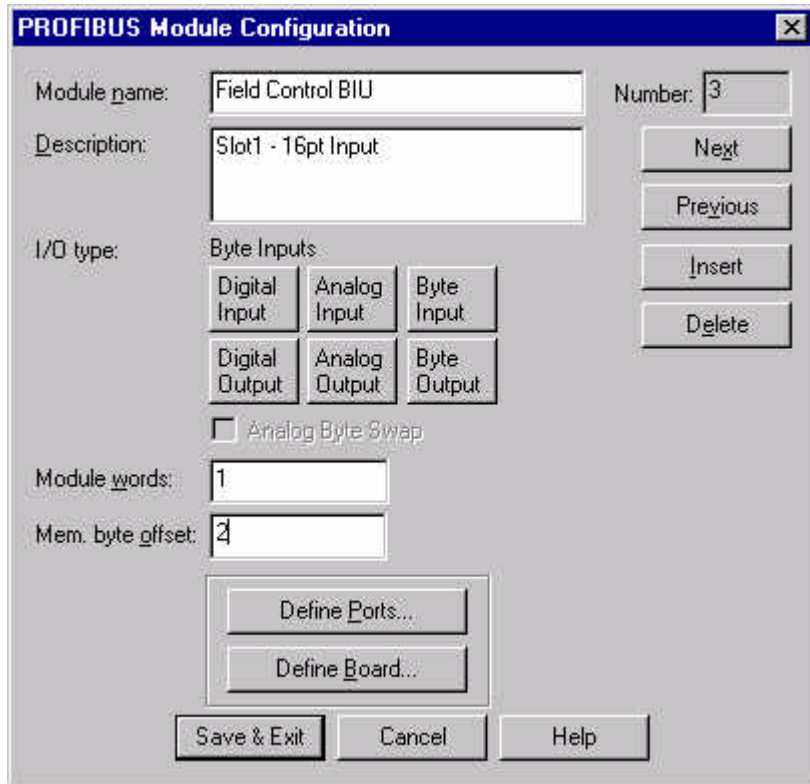 PROFIBUS Module Configuration
Module name: Field Control BIU Number: 3
Description: Slot1 - 16pt Input
Next
Previous
I/O type: Byte Inputs
Insert
Digital Input Analog Input Byte Input
Delete
Digital Output Analog Output Byte Output
Analog Byte Swap
Module words: 1
Mem. byte offset: 2
Define Ports...
Define Board...
Save & Exit Cancel Help